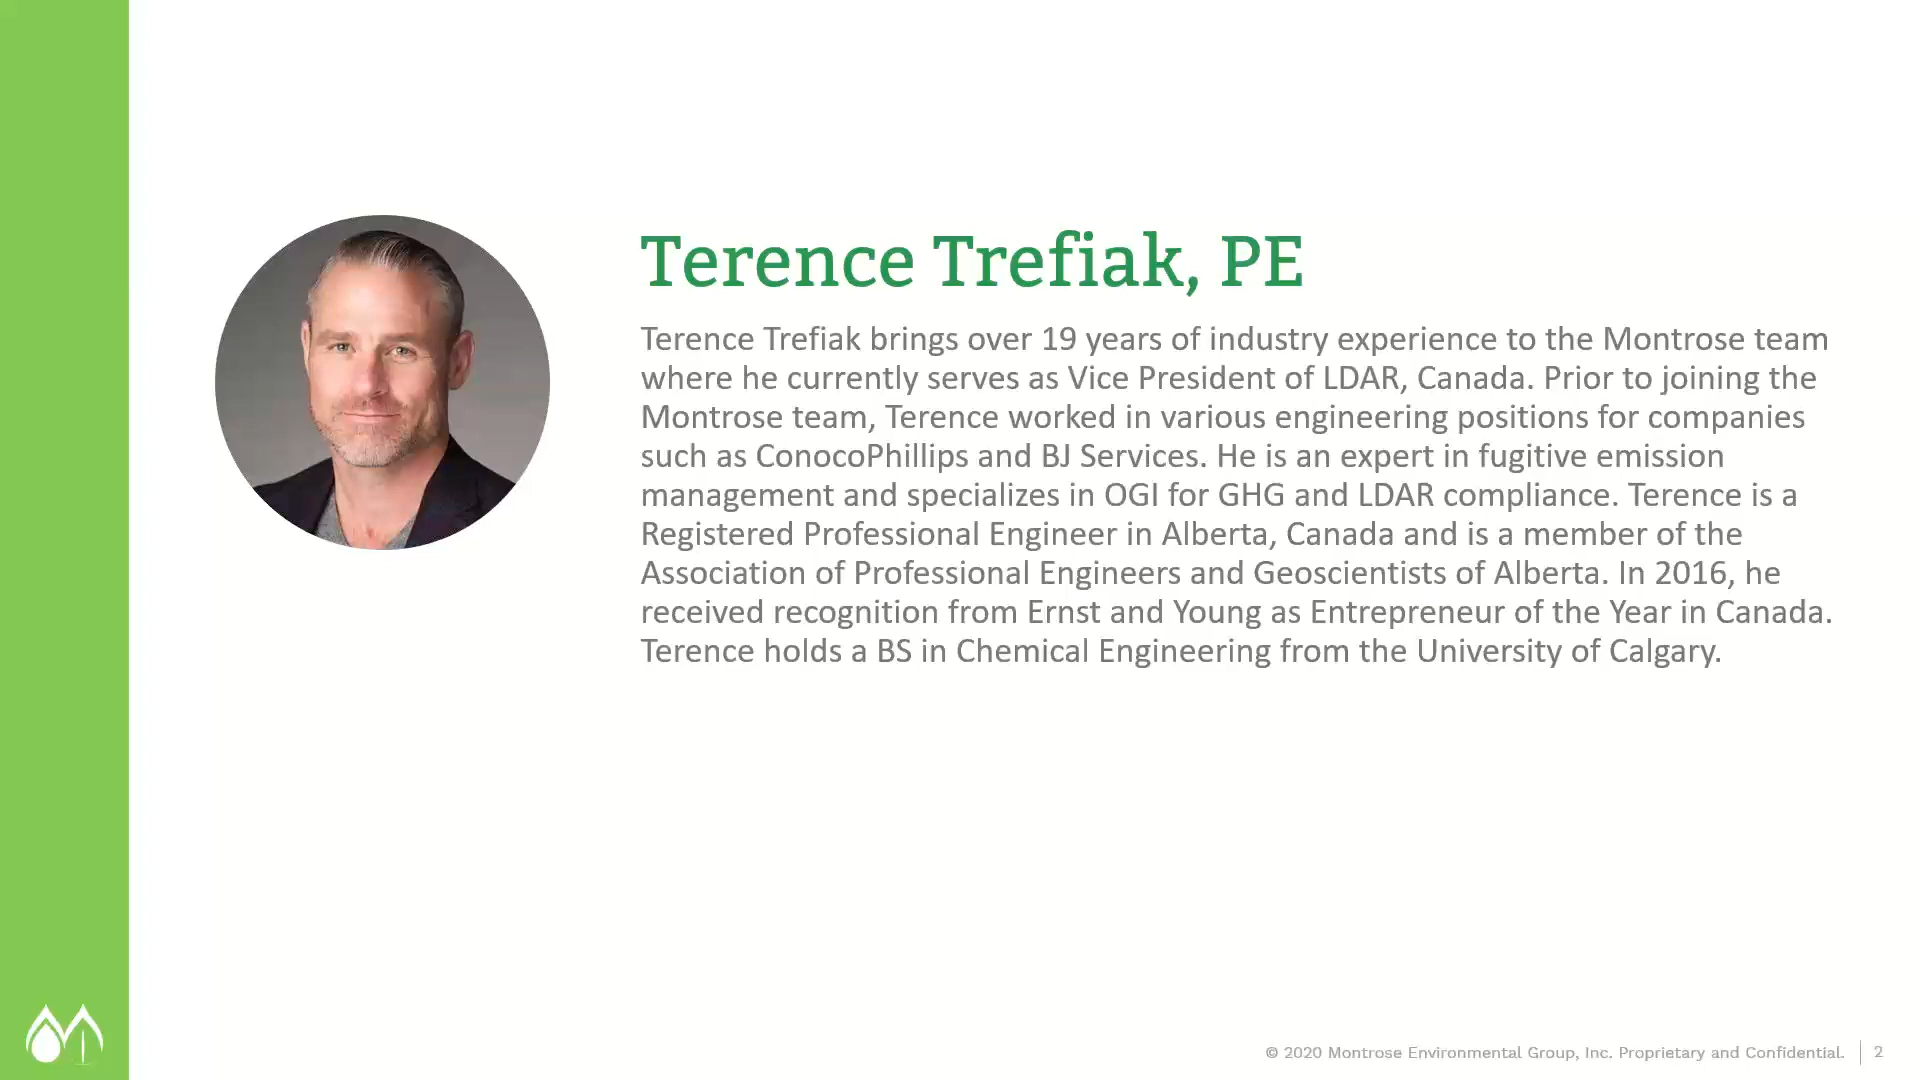 Terence Trefiak, PE
Terence Trefiak brings over 19 years of industry experience to the Montrose team
where he currently serves as Vice President of LDAR, Canada. Prior to joining the
Montrose team, Terence worked in various engineering positions for companies
such as ConocoPhillips and BJ Services. He is an expert in fugitive emission
management and specializes in OGI for GHG and LDAR compliance. Terence is a
Registered Professional Engineer in Alberta, Canada and is a member of the
Association of Professional Engineers and Geoscientists of Alberta. In 2016, he
received recognition from Ernst and Young as Entrepreneur of the Year in Canada.
Terence holds a BS in Chemical Engineering from the University of Calgary.
© 2020 Montrose Environmental Group, Inc. Proprietary and Confidential. 2